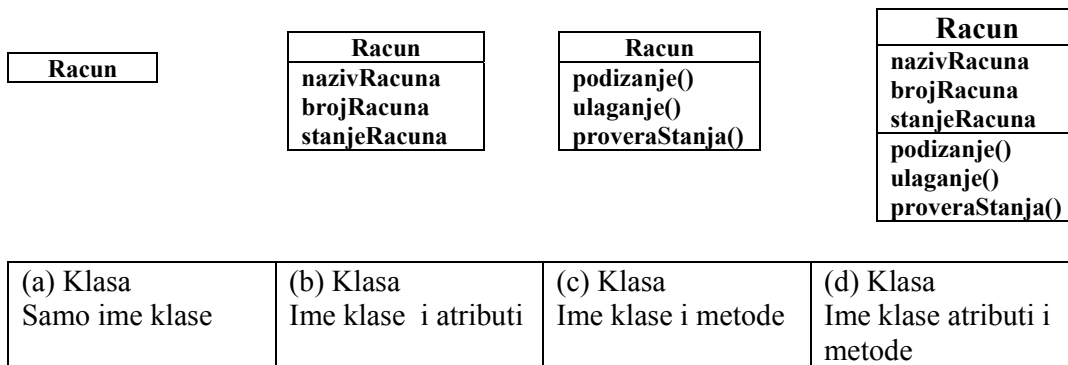 Racun
Racun
nazivRacuna
brojRacuna
stanjeRacuna
Racun
podizanje()
ulaganje()
proveraStanja()
Racun
nazivRacuna
brojRacuna
stanjeRacuna
podizanje()
ulaganje()
proveraStanja()
(a) Klasa
Samo ime klase
(b) Klasa
Ime klase i atributi
(c) Klasa
Ime klase i metode
(d) Klasa
Ime klase atributi i
metode